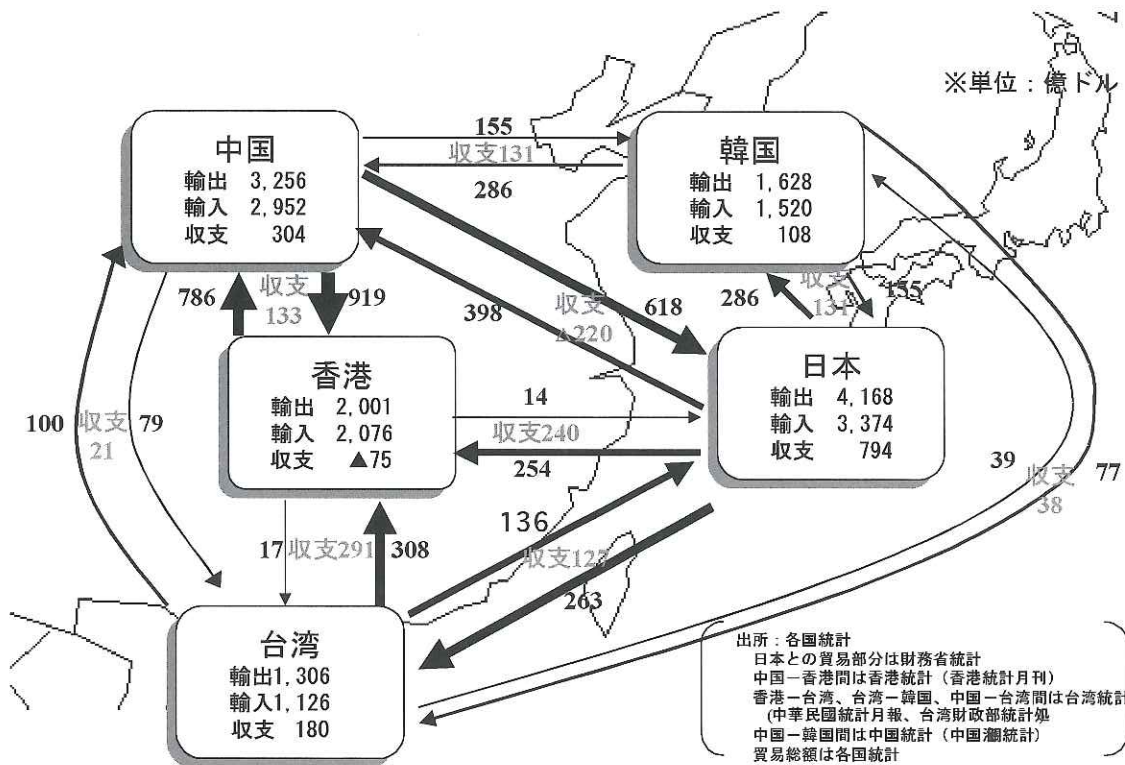 ※単位：億ドル
中国
輸出 3,256
輸入 2,952
収支 304
155
収支131
286
韓国
輸出 1,628
輸入 1,520
収支 108
786
収支
133
919
398
収支
△220
618
286
収支
131
155
香港
輸出 2,001
輸入 2,076
収支 ▲75
14
収支240
254
日本
輸出 4,168
輸入 3,374
収支 794
100
収支
21
79
39
収支
38
77
17
収支291
308
136
収支127
263
台湾
輸出1,306
輸入1,126
収支 180
出所：各国統計
日本との貿易部分は財務省統計
中国－香港間は香港統計（香港統計月刊）
香港－台湾、台湾－韓国、中国－台湾間は台湾統計
(中華民國統計月報、台湾財政部統計処
中国－韓国間は中国統計（中国 統計）
貿易総額は各国統計